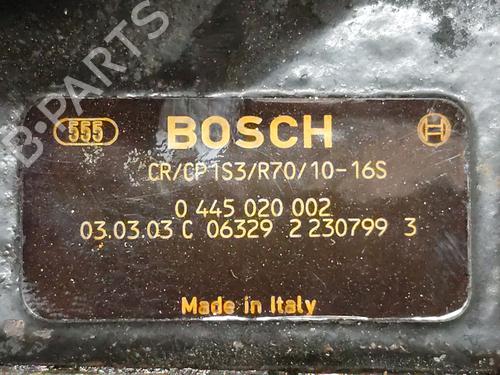 B-PARTS
555 BOSCH
CR/CP1S3/R70/10-16S
0 445 020 002
03.03.03 C 06329 2 230799 3
Made in Italy